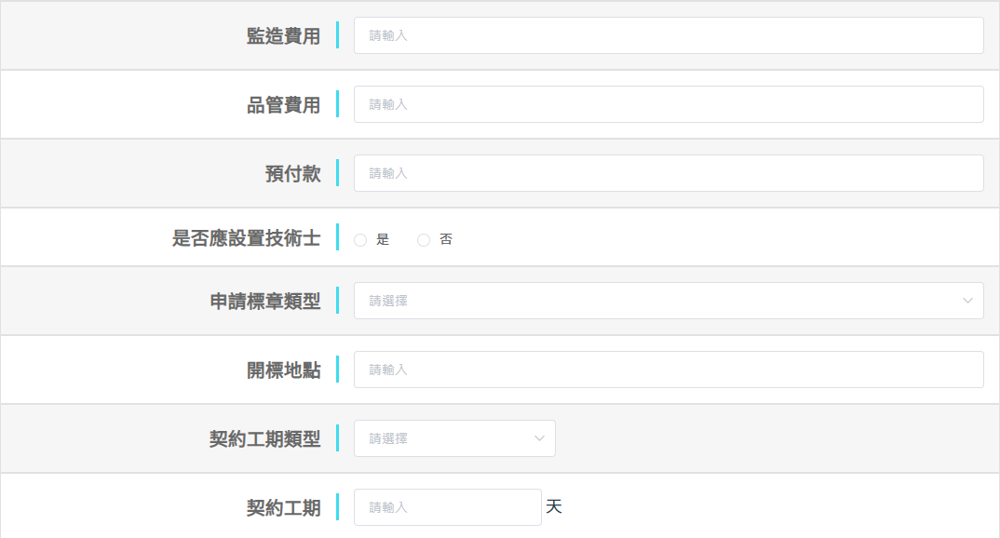 監造費用 請輸入
品管費用 請輸入
預付款 請輸入
是否應設置技術士 是 否
申請標章類型 請選擇
開標地點 請輸入
契約工期類型 請選擇
契約工期 請輸入 天